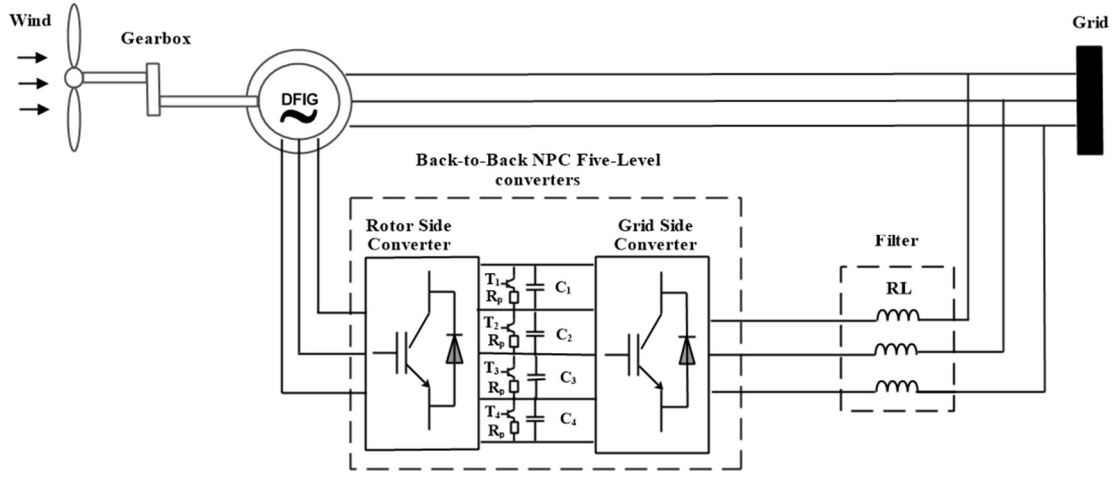 Wind
Grid
Gearbox
DFIG
~
Back-to-Back NPC Five-Level
converters
Rotor Side
Converter
Grid Side
Converter
Filter
RL
T1
Rp
C1
T2
Rp
C2
T3
Rp
C3
T4
Rp
C4